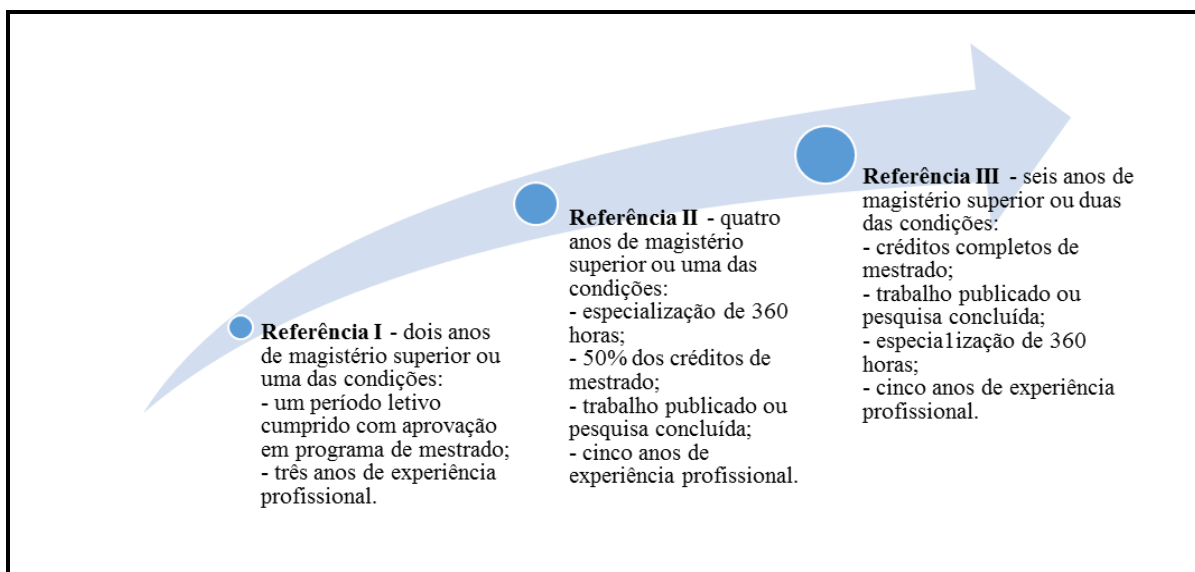 Referência I - dois anos
de magistério superior ou
uma das condições:
- um período letivo
cumprido com aprovação
em programa de mestrado;
- três anos de experiência
profissional.
Referência II - quatro
anos de magistério
superior ou uma das
condições:
- especialização de 360
horas;
- 50% dos créditos de
mestrado;
- trabalho publicado ou
pesquisa concluída;
- cinco anos de
experiência profissional.
Referência III - seis anos de
magistério superior ou duas
das condições:
- créditos completos de
mestrado;
- trabalho publicado ou
pesquisa concluída;
- especia1ização de 360
horas;
- cinco anos de experiência
profissional.